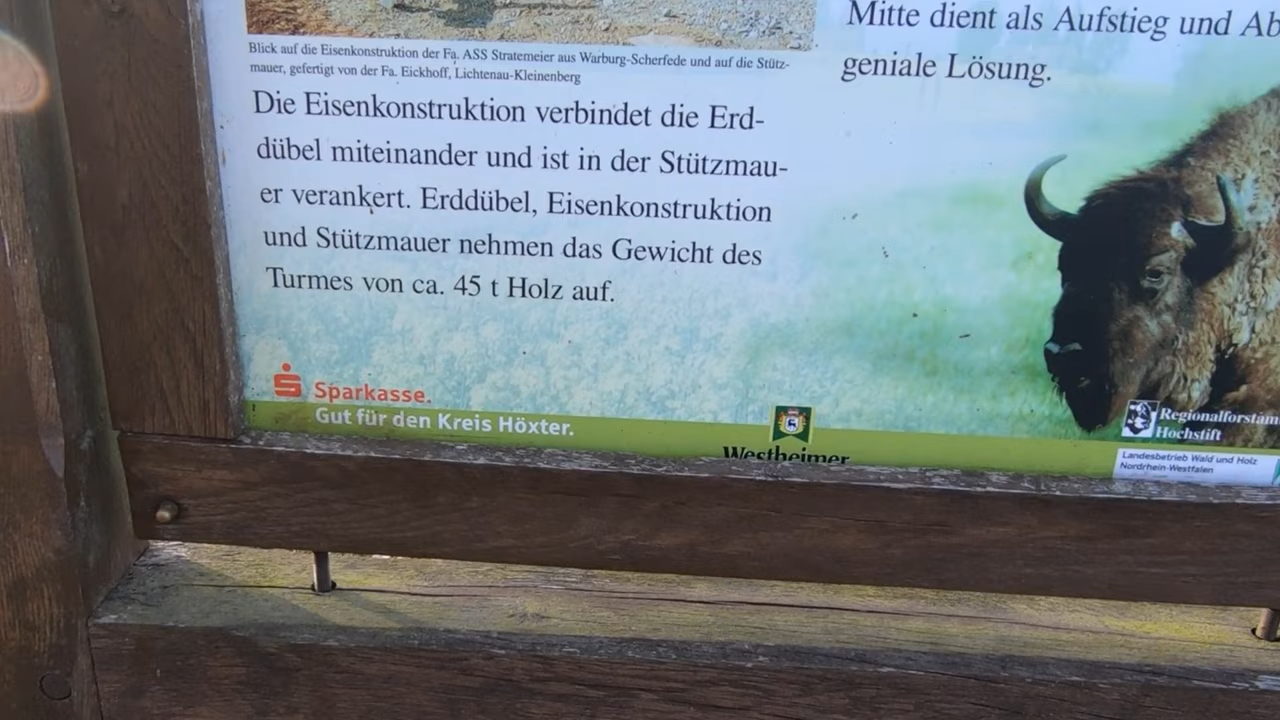 Blick auf die Eisenkonstruktion der Fa. ASS Stratemeier aus Warburg-Scherfede und auf die Stütz-
mauer, gefertigt von der Fa. Eickhoff, Lichtenau-Kleinenberg
Die Eisenkonstruktion verbindet die Erd-
dübel miteinander und ist in der Stützmau-
er verankert. Erddübel, Eisenkonstruktion
und Stützmauer nehmen das Gewicht des
Turmes von ca. 45 t Holz auf.
Mitte dient als Aufstieg und Ab
geniale Lösung.
Sparkasse.
Gut für den Kreis Höxter.
Westheimer
Regionalforstam
Hochstift
Landesbetrieb Wald und Holz
Nordrhein-Westfalen